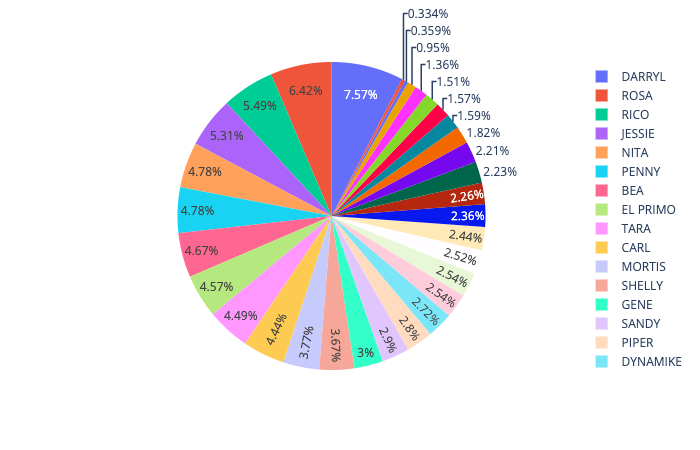 0.334%
0.359%
0.95%
1.36%
1.51%
1.57%
1.59%
1.82%
2.21%
2.23%
2.26%
2.36%
2.44%
2.52%
2.54%
2.54%
2.72%
2.8%
2.9%
3%
3.67%
3.77%
4.44%
4.49%
4.57%
4.67%
4.78%
4.78%
5.31%
5.49%
6.42%
7.57%
DARRYL
ROSA
RICO
JESSIE
NITA
PENNY
BEA
EL PRIMO
TARA
CARL
MORTIS
SHELLY
GENE
SANDY
PIPER
DYNAMIKE